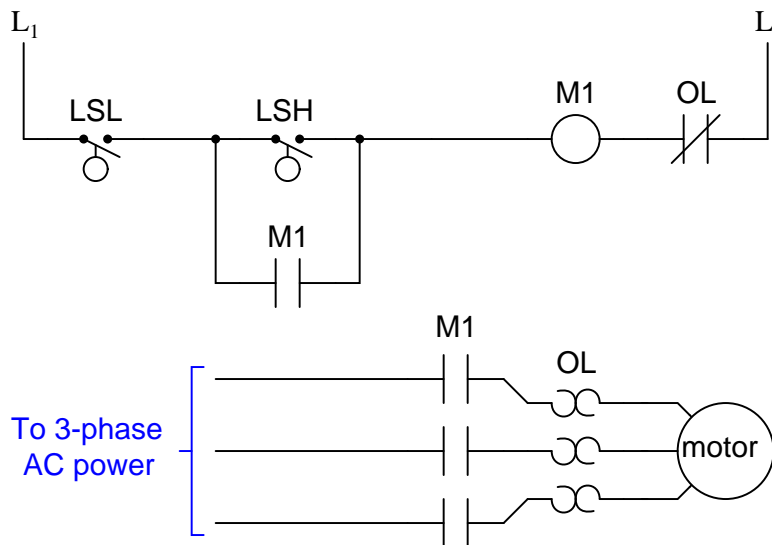 L₁
L
LSL
LSH
M1
OL
M1
M1
OL
To 3-phase
AC power
motor